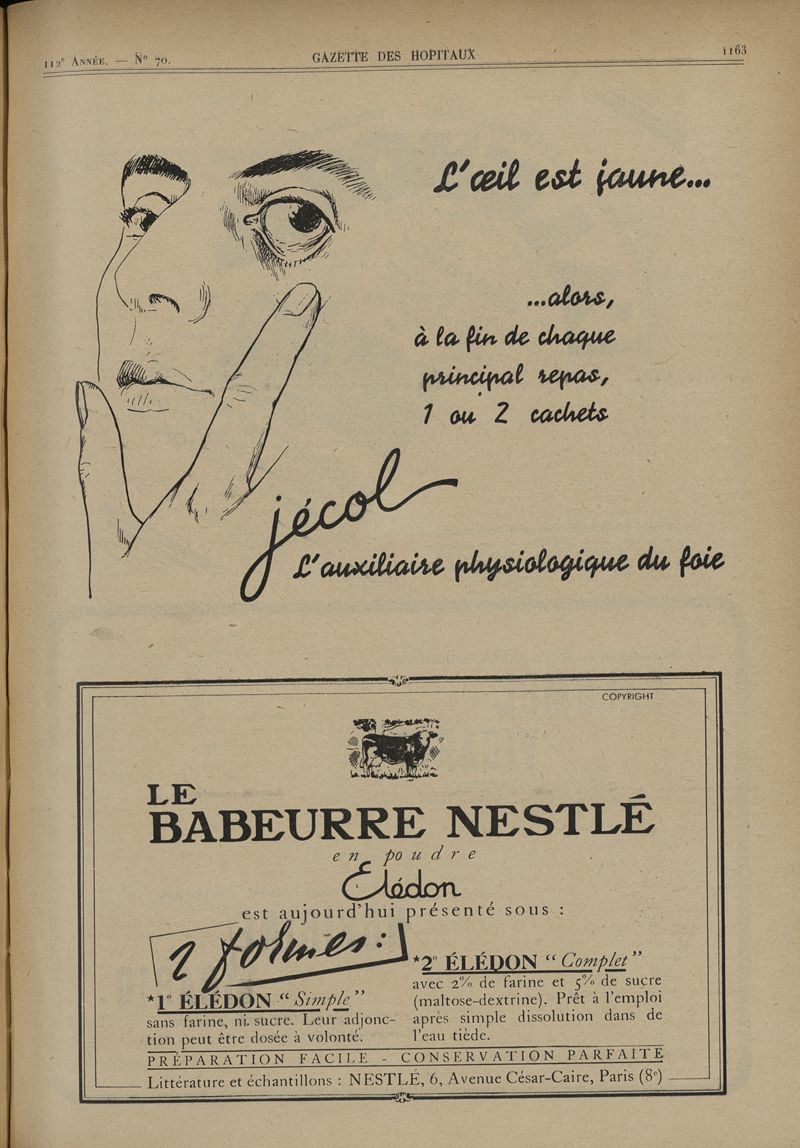 112e ANNÉE. — No 70.
GAZETTE DES HOPITAUX
1163
L'œil est jaune...
...alors,
à la fin de chaque
principal repas,
1 ou 2 cachets
jécol
L'auxiliaire physiologique du foie
COPYRIGHT
LE
BABEURRE NESTLÉ
en poudre
Elédon
est aujourd'hui présenté sous :
2 formes :
*1° ÉLÉDON "Simple"
sans farine, ni sucre. Leur adjonc-
tion peut être dosée à volonté.
*2° ÉLÉDON "Complet"
avec 2% de farine et 5% de sucre
(maltose-dextrine). Prêt à l'emploi
après simple dissolution dans de
l'eau tiède.
PRÉPARATION FACILE - CONSERVATION PARFAITE
Littérature et échantillons : NESTLÉ, 6, Avenue César-Caire, Paris (8e)